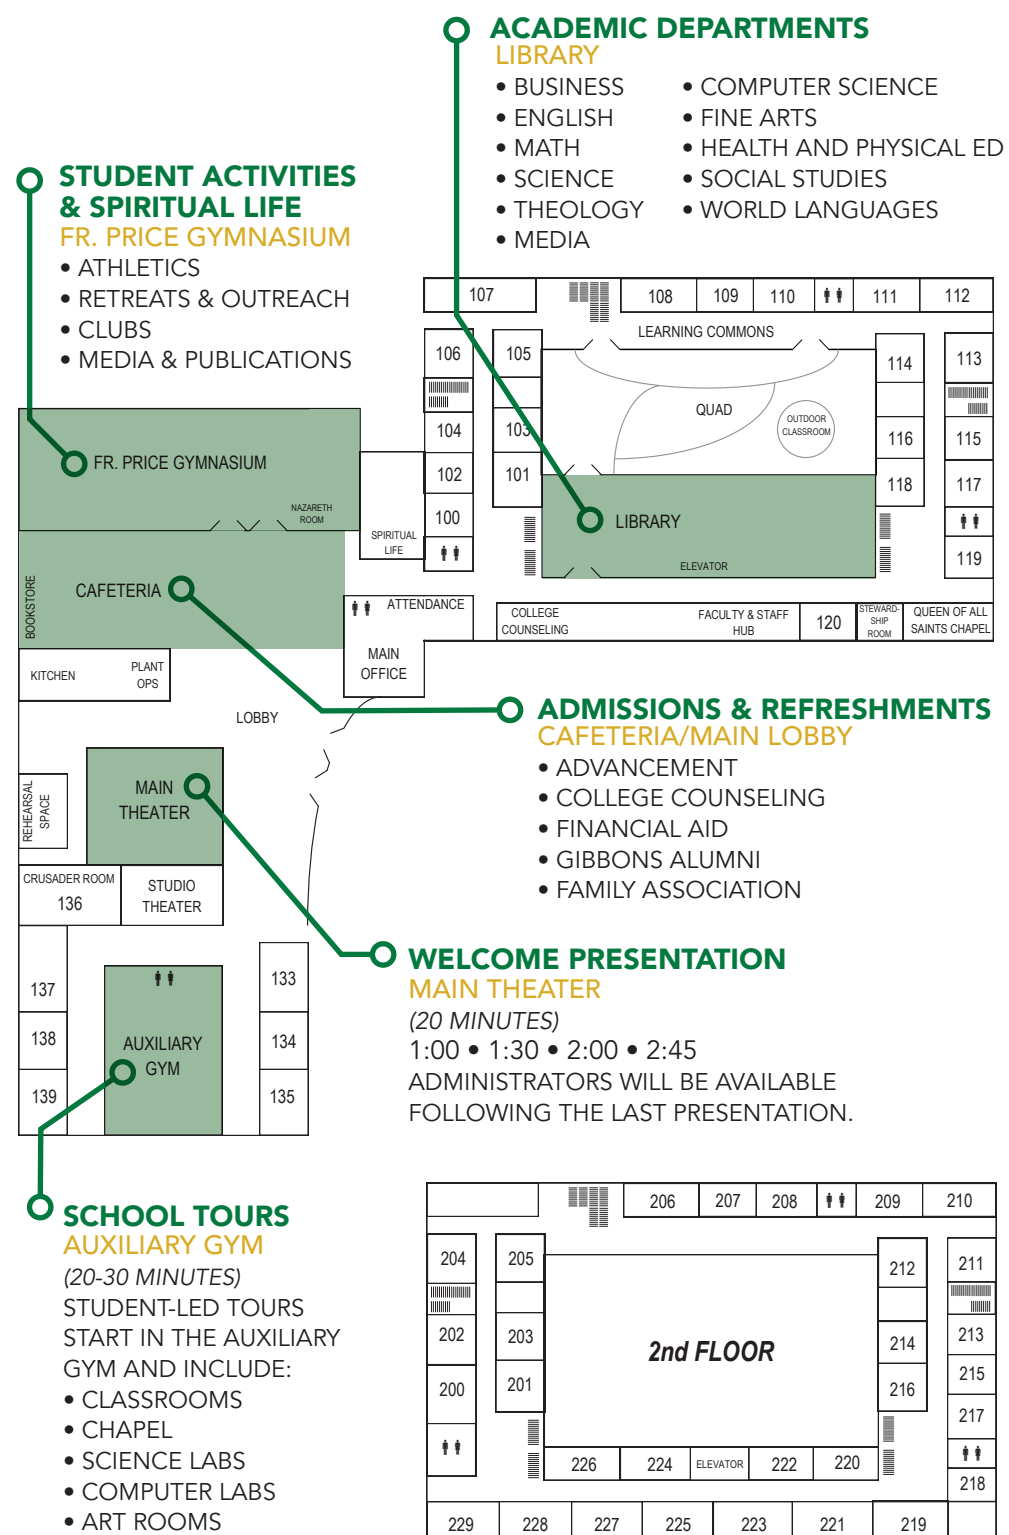 ACADEMIC DEPARTMENTS
LIBRARY
• BUSINESS
• ENGLISH
• MATH
• SCIENCE
• THEOLOGY
• MEDIA
• COMPUTER SCIENCE
• FINE ARTS
• HEALTH AND PHYSICAL ED
• SOCIAL STUDIES
• WORLD LANGUAGES
STUDENT ACTIVITIES
& SPIRITUAL LIFE
FR. PRICE GYMNASIUM
• ATHLETICS
• RETREATS & OUTREACH
• CLUBS
• MEDIA & PUBLICATIONS
107
108
109
110
111
112
LEARNING COMMONS
106
105
114
113
QUAD
OUTDOOR
CLASSROOM
104
103
116
115
102
101
118
117
100
119
FR. PRICE GYMNASIUM
NAZARETH
ROOM
SPIRITUAL
LIFE
LIBRARY
ELEVATOR
BOOKSTORE
CAFETERIA
ATTENDANCE
MAIN
OFFICE
COLLEGE
COUNSELING
FACULTY & STAFF
HUB
120
STEWARD-
SHIP
ROOM
QUEEN OF ALL
SAINTS CHAPEL
KITCHEN
PLANT
OPS
LOBBY
ADMISSIONS & REFRESHMENTS
CAFETERIA/MAIN LOBBY
• ADVANCEMENT
• COLLEGE COUNSELING
• FINANCIAL AID
• GIBBONS ALUMNI
• FAMILY ASSOCIATION
REHEARSAL
SPACE
MAIN
THEATER
CRUSADER ROOM
136
STUDIO
THEATER
WELCOME PRESENTATION
MAIN THEATER
(20 MINUTES)
1:00 • 1:30 • 2:00 • 2:45
ADMINISTRATORS WILL BE AVAILABLE
FOLLOWING THE LAST PRESENTATION.
137
133
138
AUXILIARY
GYM
134
139
135
SCHOOL TOURS
AUXILIARY GYM
(20-30 MINUTES)
STUDENT-LED TOURS
START IN THE AUXILIARY
GYM AND INCLUDE:
• CLASSROOMS
• CHAPEL
• SCIENCE LABS
• COMPUTER LABS
• ART ROOMS
206
207
208
209
210
204
205
212
211
202
203
2nd FLOOR
214
213
200
201
216
215
217
226
224
ELEVATOR
222
220
218
229
228
227
225
223
221
219